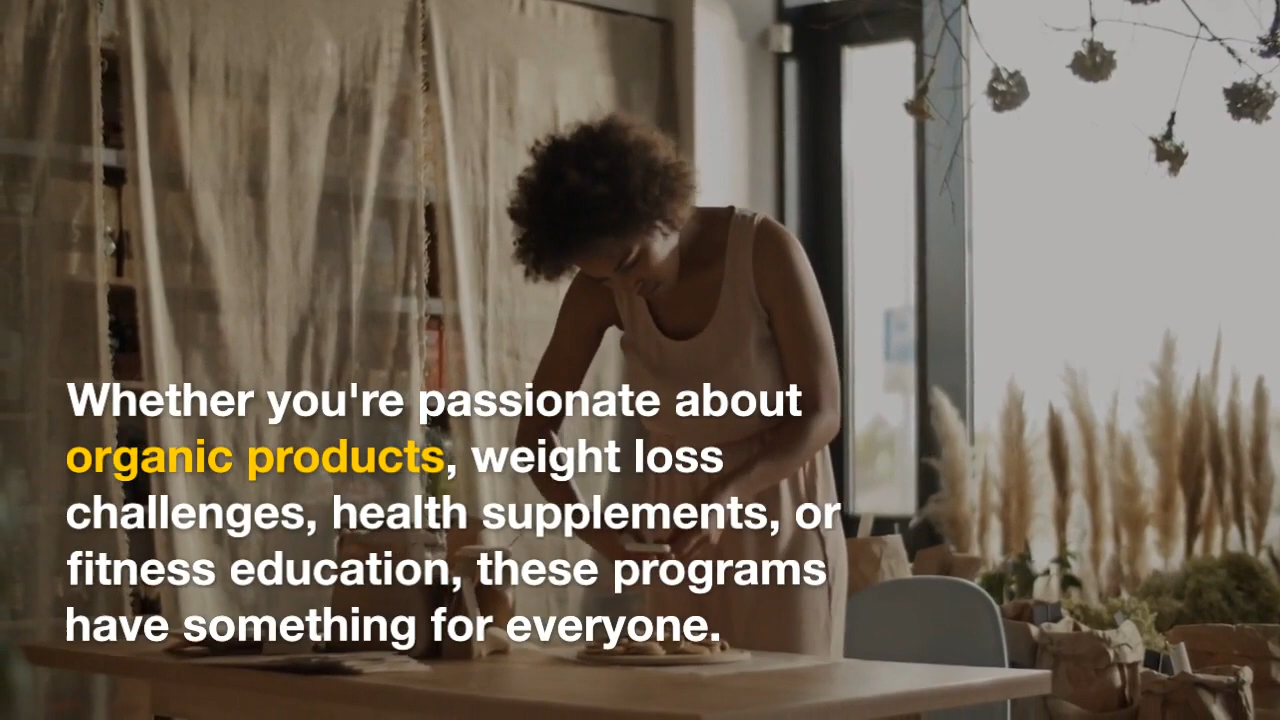 Whether you're passionate about
organic products, weight loss
challenges, health supplements, or
fitness education, these programs
have something for everyone.